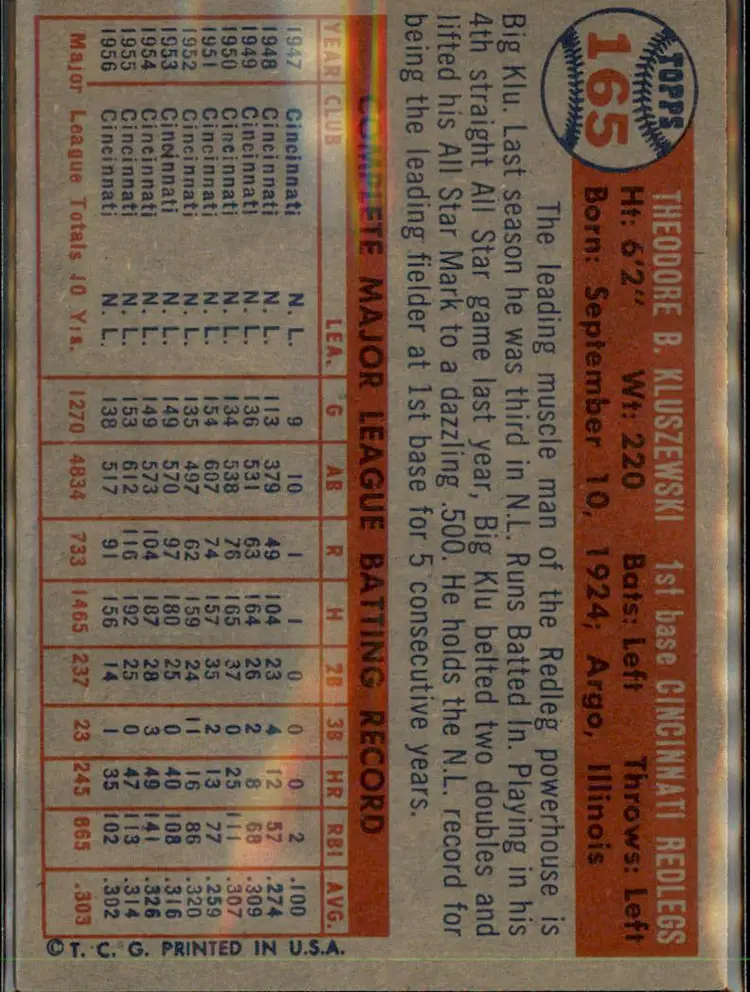 TOPPS
165
THEODORE B. KLUSZEWSKI 1st base CINCINNATI REDLEGS
Ht: 6'2" Wt: 220 Bats: Left Throws: Left
Born: September 10, 1924; Argo, Illinois
The leading muscle man of the Redleg powerhouse is
Big Klu. Last season he was third in N.L. Runs Batted In. Playing in his
4th straight All Star game last year, Big Klu belted two doubles and
lifted his All Star Mark to a dazzling .500. He holds the N.L. record for
being the leading fielder at 1st base for 5 consecutive years.
COMPLETE MAJOR LEAGUE BATTING RECORD
YEAR CLUB LEA. G AB R H 2B 3B HR RBI AVG.
1947 Cincinnati N. L. 9 10 1 1 0 0 0 2 .100
1948 Cincinnati N. L. 113 379 49 104 23 4 12 57 .274
1949 Cincinnati N. L. 136 531 63 164 26 2 8 68 .309
1950 Cincinnati N. L. 134 538 76 165 37 0 25 111 .307
1951 Cincinnati N. L. 154 607 74 157 35 2 13 77 .259
1952 Cincinnati N. L. 135 497 62 159 24 11 16 86 .320
1953 Cincinnati N. L. 149 570 97 180 25 0 40 108 .316
1954 Cincinnati N. L. 149 573 104 187 28 3 49 141 .326
1955 Cincinnati N. L. 153 612 116 192 25 0 47 113 .314
1956 Cincinnati N. L. 138 517 91 156 14 1 35 102 .302
Major League Totals 10 Yrs. 1270 4834 733 1465 237 23 245 865 .303
© T. C. G. PRINTED IN U.S.A.